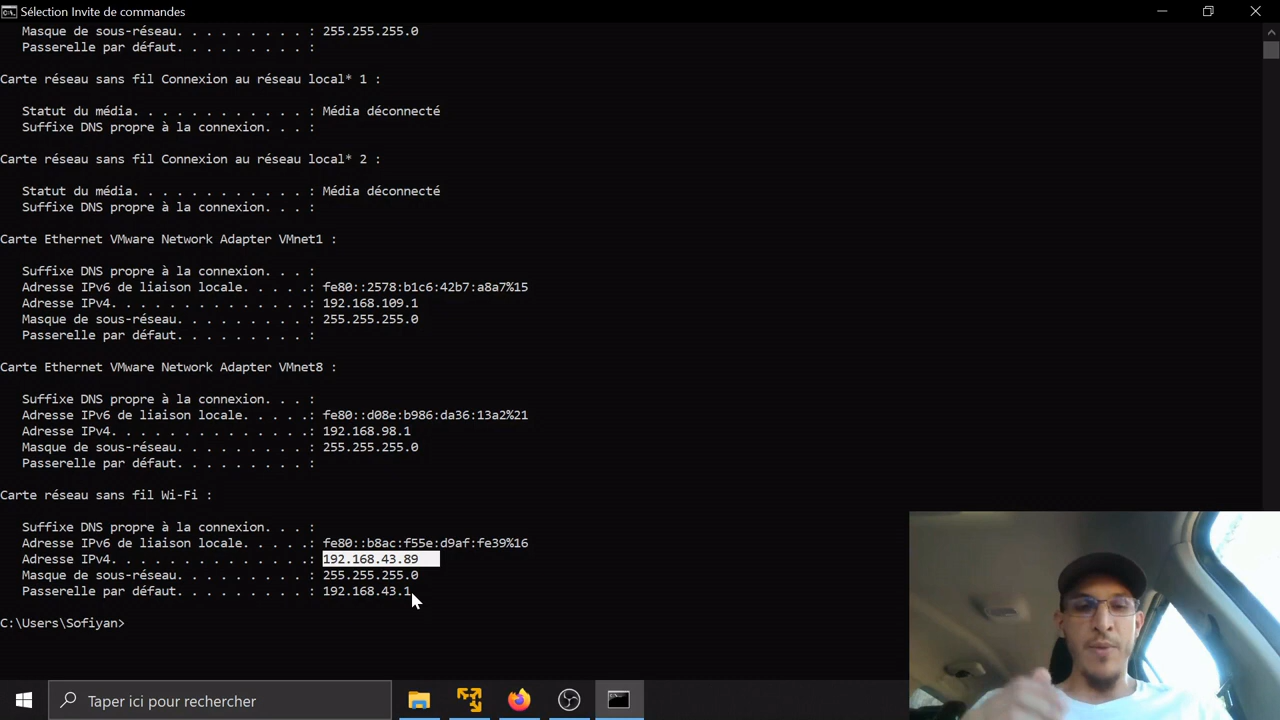 Sélection Invite de commandes
Masque de sous-réseau. . . . . . . . . : 255.255.255.0
Passerelle par défaut. . . . . . . . . :
Carte réseau sans fil Connexion au réseau local* 1 :
Statut du média. . . . . . . . . . . . : Média déconnecté
Suffixe DNS propre à la connexion. . . :
Carte réseau sans fil Connexion au réseau local* 2 :
Statut du média. . . . . . . . . . . . : Média déconnecté
Suffixe DNS propre à la connexion. . . :
Carte Ethernet VMware Network Adapter VMnet1 :
Suffixe DNS propre à la connexion. . . :
Adresse IPv6 de liaison locale. . . . .: fe80::2578:b1c6:42b7:a8a7%15
Adresse IPv4. . . . . . . . . . . . . .: 192.168.109.1
Masque de sous-réseau. . . . . . . . . : 255.255.255.0
Passerelle par défaut. . . . . . . . . :
Carte Ethernet VMware Network Adapter VMnet8 :
Suffixe DNS propre à la connexion. . . :
Adresse IPv6 de liaison locale. . . . .: fe80::d08e:b986:da36:13a2%21
Adresse IPv4. . . . . . . . . . . . . .: 192.168.98.1
Masque de sous-réseau. . . . . . . . . : 255.255.255.0
Passerelle par défaut. . . . . . . . . :
Carte réseau sans fil Wi-Fi :
Suffixe DNS propre à la connexion. . . :
Adresse IPv6 de liaison locale. . . . .: fe80::b8ac:f55e:d9af:fe39%16
Adresse IPv4. . . . . . . . . . . . . .: 192.168.43.89
Masque de sous-réseau. . . . . . . . . : 255.255.255.0
Passerelle par défaut. . . . . . . . . : 192.168.43.1
C:\Users\Sofiyan>
Taper ici pour rechercher